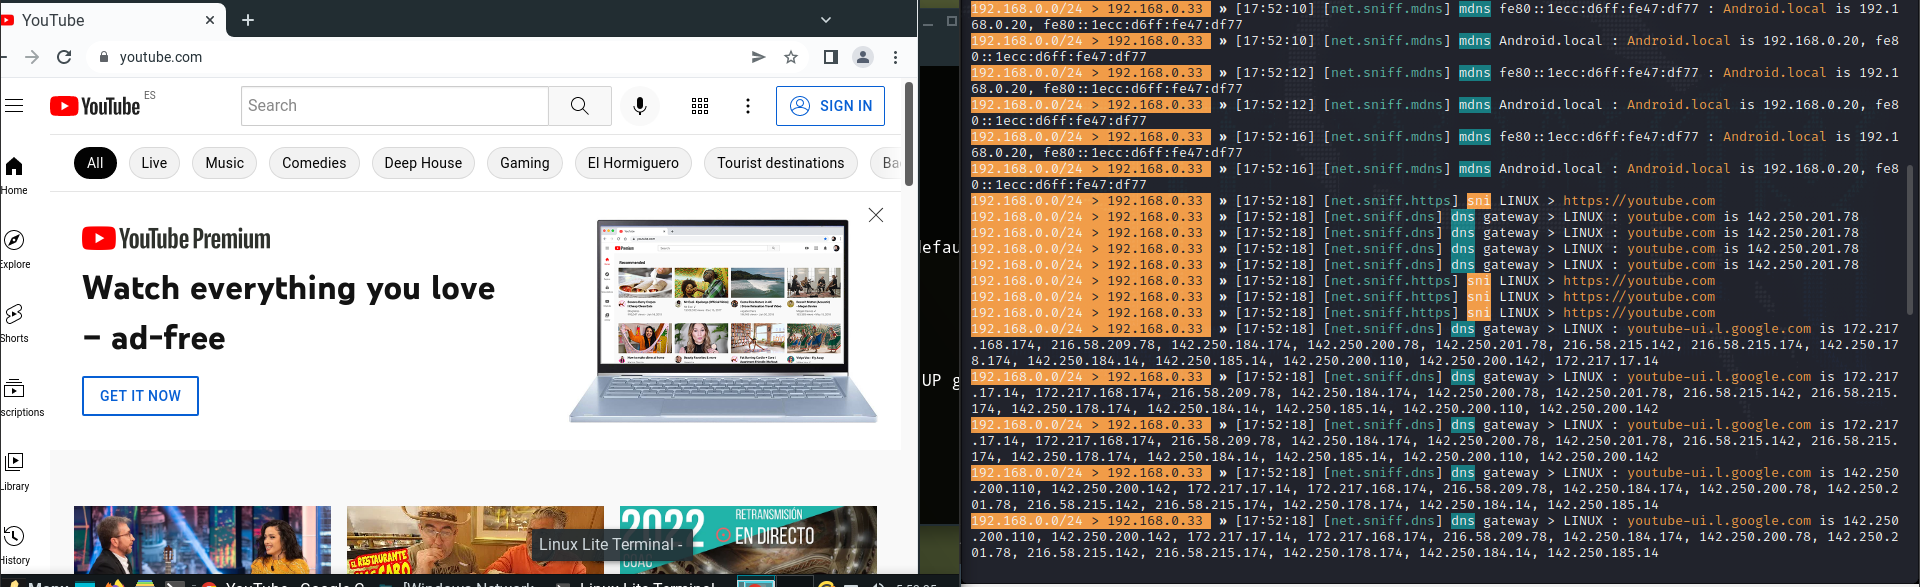 YouTube
youtube.com
YouTube ES
Search
SIGN IN
All Live Music Comedies Deep House Gaming El Hormiguero Tourist destinations Ba
Home
Explore
Shorts
scriptions
Library
History
YouTube Premium
Watch everything you love
– ad-free
GET IT NOW
2022
RETRANSMISIÓN
EN DIRECTO
EL RESTAURANTE
Linux Lite Terminal -
efau
UP g
192.168.0.0/24 > 192.168.0.33 » [17:52:10] [net.sniff.mdns] mdns fe80::1ecc:d6ff:fe47:df77 : Android.local is 192.1
68.0.20, fe80::1ecc:d6ff:fe47:df77
192.168.0.0/24 > 192.168.0.33 » [17:52:10] [net.sniff.mdns] mdns Android.local : Android.local is 192.168.0.20, fe8
0::1ecc:d6ff:fe47:df77
192.168.0.0/24 > 192.168.0.33 » [17:52:12] [net.sniff.mdns] mdns fe80::1ecc:d6ff:fe47:df77 : Android.local is 192.1
68.0.20, fe80::1ecc:d6ff:fe47:df77
192.168.0.0/24 > 192.168.0.33 » [17:52:12] [net.sniff.mdns] mdns Android.local : Android.local is 192.168.0.20, fe8
0::1ecc:d6ff:fe47:df77
192.168.0.0/24 > 192.168.0.33 » [17:52:16] [net.sniff.mdns] mdns fe80::1ecc:d6ff:fe47:df77 : Android.local is 192.1
68.0.20, fe80::1ecc:d6ff:fe47:df77
192.168.0.0/24 > 192.168.0.33 » [17:52:16] [net.sniff.mdns] mdns Android.local : Android.local is 192.168.0.20, fe8
0::1ecc:d6ff:fe47:df77
192.168.0.0/24 > 192.168.0.33 » [17:52:18] [net.sniff.https] sni LINUX > https://youtube.com
192.168.0.0/24 > 192.168.0.33 » [17:52:18] [net.sniff.dns] dns gateway > LINUX : youtube.com is 142.250.201.78
192.168.0.0/24 > 192.168.0.33 » [17:52:18] [net.sniff.dns] dns gateway > LINUX : youtube.com is 142.250.201.78
192.168.0.0/24 > 192.168.0.33 » [17:52:18] [net.sniff.dns] dns gateway > LINUX : youtube.com is 142.250.201.78
192.168.0.0/24 > 192.168.0.33 » [17:52:18] [net.sniff.dns] dns gateway > LINUX : youtube.com is 142.250.201.78
192.168.0.0/24 > 192.168.0.33 » [17:52:18] [net.sniff.https] sni LINUX > https://youtube.com
192.168.0.0/24 > 192.168.0.33 » [17:52:18] [net.sniff.https] sni LINUX > https://youtube.com
192.168.0.0/24 > 192.168.0.33 » [17:52:18] [net.sniff.https] sni LINUX > https://youtube.com
192.168.0.0/24 > 192.168.0.33 » [17:52:18] [net.sniff.dns] dns gateway > LINUX : youtube-ui.l.google.com is 172.217
.168.174, 216.58.209.78, 142.250.184.174, 142.250.200.78, 142.250.201.78, 216.58.215.142, 216.58.215.174, 142.250.17
8.174, 142.250.184.14, 142.250.185.14, 142.250.200.110, 142.250.200.142, 172.217.17.14
192.168.0.0/24 > 192.168.0.33 » [17:52:18] [net.sniff.dns] dns gateway > LINUX : youtube-ui.l.google.com is 172.217
.17.14, 172.217.168.174, 216.58.209.78, 142.250.184.174, 142.250.200.78, 142.250.201.78, 216.58.215.142, 216.58.215.
174, 142.250.178.174, 142.250.184.14, 142.250.185.14, 142.250.200.110, 142.250.200.142
192.168.0.0/24 > 192.168.0.33 » [17:52:18] [net.sniff.dns] dns gateway > LINUX : youtube-ui.l.google.com is 172.217
.17.14, 172.217.168.174, 216.58.209.78, 142.250.184.174, 142.250.200.78, 142.250.201.78, 216.58.215.142, 216.58.215.
174, 142.250.178.174, 142.250.184.14, 142.250.185.14, 142.250.200.110, 142.250.200.142
192.168.0.0/24 > 192.168.0.33 » [17:52:18] [net.sniff.dns] dns gateway > LINUX : youtube-ui.l.google.com is 142.250
.200.110, 142.250.200.142, 172.217.17.14, 172.217.168.174, 216.58.209.78, 142.250.184.174, 142.250.200.78, 142.250.2
01.78, 216.58.215.142, 216.58.215.174, 142.250.178.174, 142.250.184.14, 142.250.185.14
192.168.0.0/24 > 192.168.0.33 » [17:52:18] [net.sniff.dns] dns gateway > LINUX : youtube-ui.l.google.com is 142.250
.200.110, 142.250.200.142, 172.217.17.14, 172.217.168.174, 216.58.209.78, 142.250.184.174, 142.250.200.78, 142.250.2
01.78, 216.58.215.142, 216.58.215.174, 142.250.178.174, 142.250.184.14, 142.250.185.14